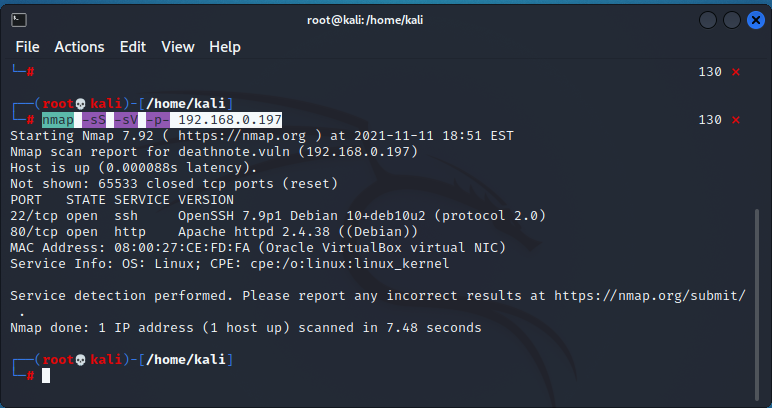 root@kali: /home/kali
File Actions Edit View Help
└─# 130 ⨯
┌──(root💀kali)-[/home/kali]
└─# nmap -sS -sV -p- 192.168.0.197 130 ⨯
Starting Nmap 7.92 ( https://nmap.org ) at 2021-11-11 18:51 EST
Nmap scan report for deathnote.vuln (192.168.0.197)
Host is up (0.000088s latency).
Not shown: 65533 closed tcp ports (reset)
PORT   STATE SERVICE VERSION
22/tcp open  ssh     OpenSSH 7.9p1 Debian 10+deb10u2 (protocol 2.0)
80/tcp open  http    Apache httpd 2.4.38 ((Debian))
MAC Address: 08:00:27:CE:FD:FA (Oracle VirtualBox virtual NIC)
Service Info: OS: Linux; CPE: cpe:/o:linux:linux_kernel
Service detection performed. Please report any incorrect results at https://nmap.org/submit/
 .
Nmap done: 1 IP address (1 host up) scanned in 7.48 seconds
┌──(root💀kali)-[/home/kali]
└─#